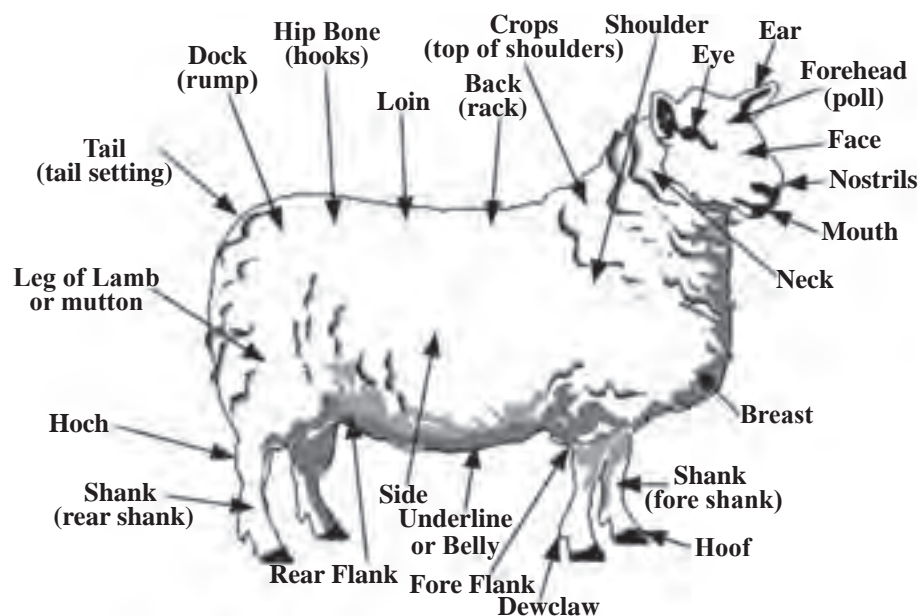 Hip Bone
(hooks)
Crops
(top of shoulders)
Shoulder
Ear
Dock
(rump)
Eye
Forehead
(poll)
Back
(rack)
Loin
Face
Tail
(tail setting)
Nostrils
Mouth
Leg of Lamb
or mutton
Neck
Breast
Hoch
Shank
(rear shank)
Side
Shank
(fore shank)
Underline
or Belly
Hoof
Rear Flank
Fore Flank
Dewclaw